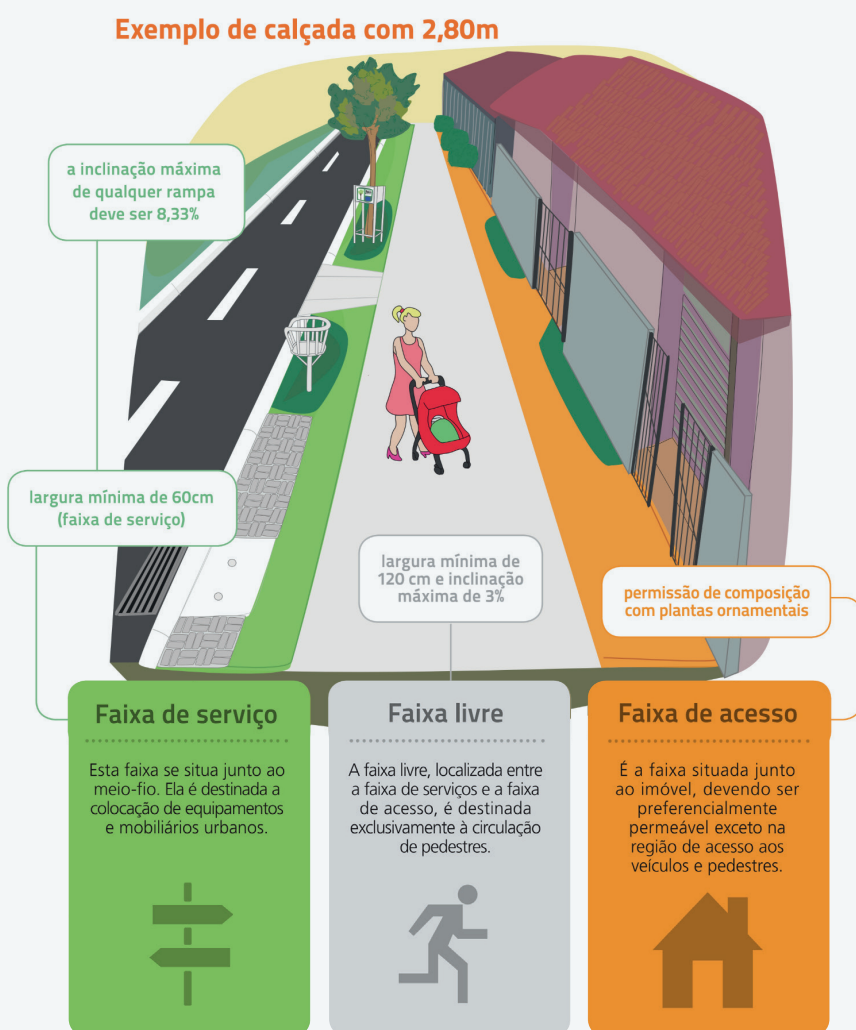 Exemplo de calçada com 2,80m
a inclinação máxima
de qualquer rampa
deve ser 8,33%
largura mínima de 60cm
(faixa de serviço)
largura mínima de
120 cm e inclinação
máxima de 3%
permissão de composição
com plantas ornamentais
Faixa de serviço
Esta faixa se situa junto ao
meio-fio. Ela é destinada a
colocação de equipamentos
e mobiliários urbanos.
Faixa livre
A faixa livre, localizada entre
a faixa de serviços e a faixa
de acesso, é destinada
exclusivamente à circulação
de pedestres.
Faixa de acesso
É a faixa situada junto
ao imóvel, devendo ser
preferencialmente
permeável exceto na
região de acesso aos
veículos e pedestres.